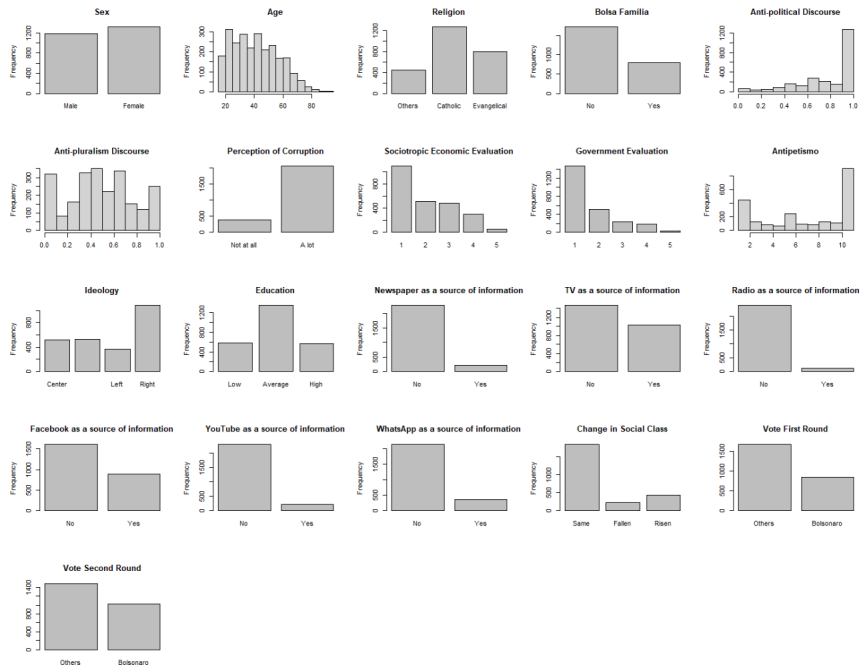 Sex
Frequency
0 400 800 1200
Male Female
Age
Frequency
0 100 200 300
20 40 60 80
Religion
Frequency
0 400 800 1200
Others Catholic Evangelical
Bolsa Família
Frequency
0 500 1500
No Yes
Anti-political Discourse
Frequency
0 400 800 1200
0.0 0.2 0.4 0.6 0.8 1.0
Anti-pluralism Discourse
Frequency
0 100 200 300
0.0 0.2 0.4 0.6 0.8 1.0
Perception of Corruption
Frequency
0 500 1500
Not at all A lot
Sociotropic Economic Evaluation
Frequency
0 400 800
1 2 3 4 5
Government Evaluation
Frequency
0 400 800 1200
1 2 3 4 5
Antipetismo
Frequency
0 400 800
2 4 6 8 10
Ideology
Frequency
0 400 800
Center Left Right
Education
Frequency
0 400 800 1200
Low Average High
Newspaper as a source of information
Frequency
0 500 1500
No Yes
TV as a source of information
Frequency
0 400 800 1200
No Yes
Radio as a source of information
Frequency
0 500 1500
No Yes
Facebook as a source of information
Frequency
0 500 1000 1500
No Yes
YouTube as a source of information
Frequency
0 500 1500
No Yes
WhatsApp as a source of information
Frequency
0 500 1500
No Yes
Change in Social Class
Frequency
0 500 1500
Same Fallen Risen
Vote First Round
Frequency
0 500 1000 1500
Others Bolsonaro
Vote Second Round
Frequency
0 400 800 1400
Others Bolsonaro